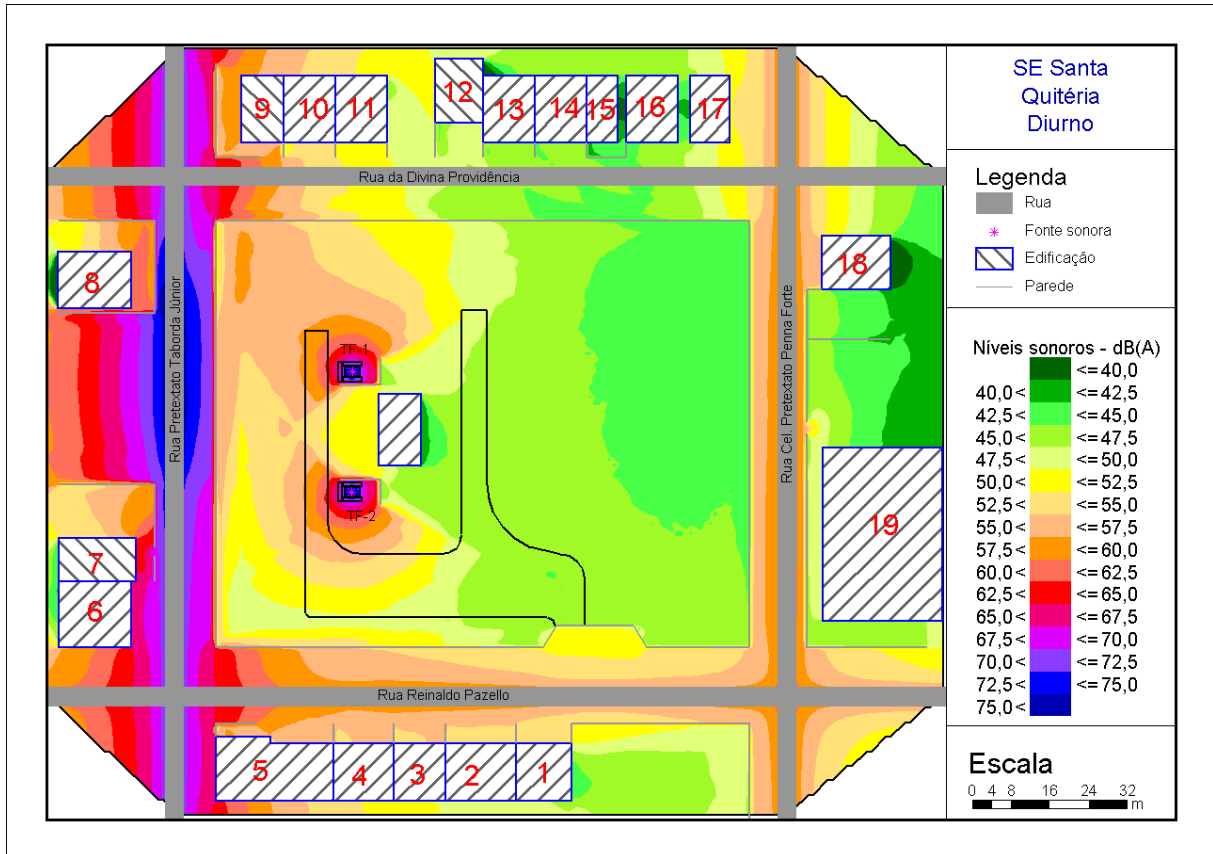 9
10
11
12
13
14
15
16
17
Rua da Divina Providência
8
Rua Pretextato Taborda Júnior
TF-1
TF-2
Rua Cel. Pretextato Penna Forte
18
19
7
6
Rua Reinaldo Pazello
5
4
3
2
1
SE Santa
Quitéria
Diurno
Legenda
Rua
Fonte sonora
Edificação
Parede
Níveis sonoros - dB(A)
<= 40,0
40,0 < <= 42,5
42,5 < <= 45,0
45,0 < <= 47,5
47,5 < <= 50,0
50,0 < <= 52,5
52,5 < <= 55,0
55,0 < <= 57,5
57,5 < <= 60,0
60,0 < <= 62,5
62,5 < <= 65,0
65,0 < <= 67,5
67,5 < <= 70,0
70,0 < <= 72,5
72,5 < <= 75,0
75,0 <
Escala
0 4 8 16 24 32
m